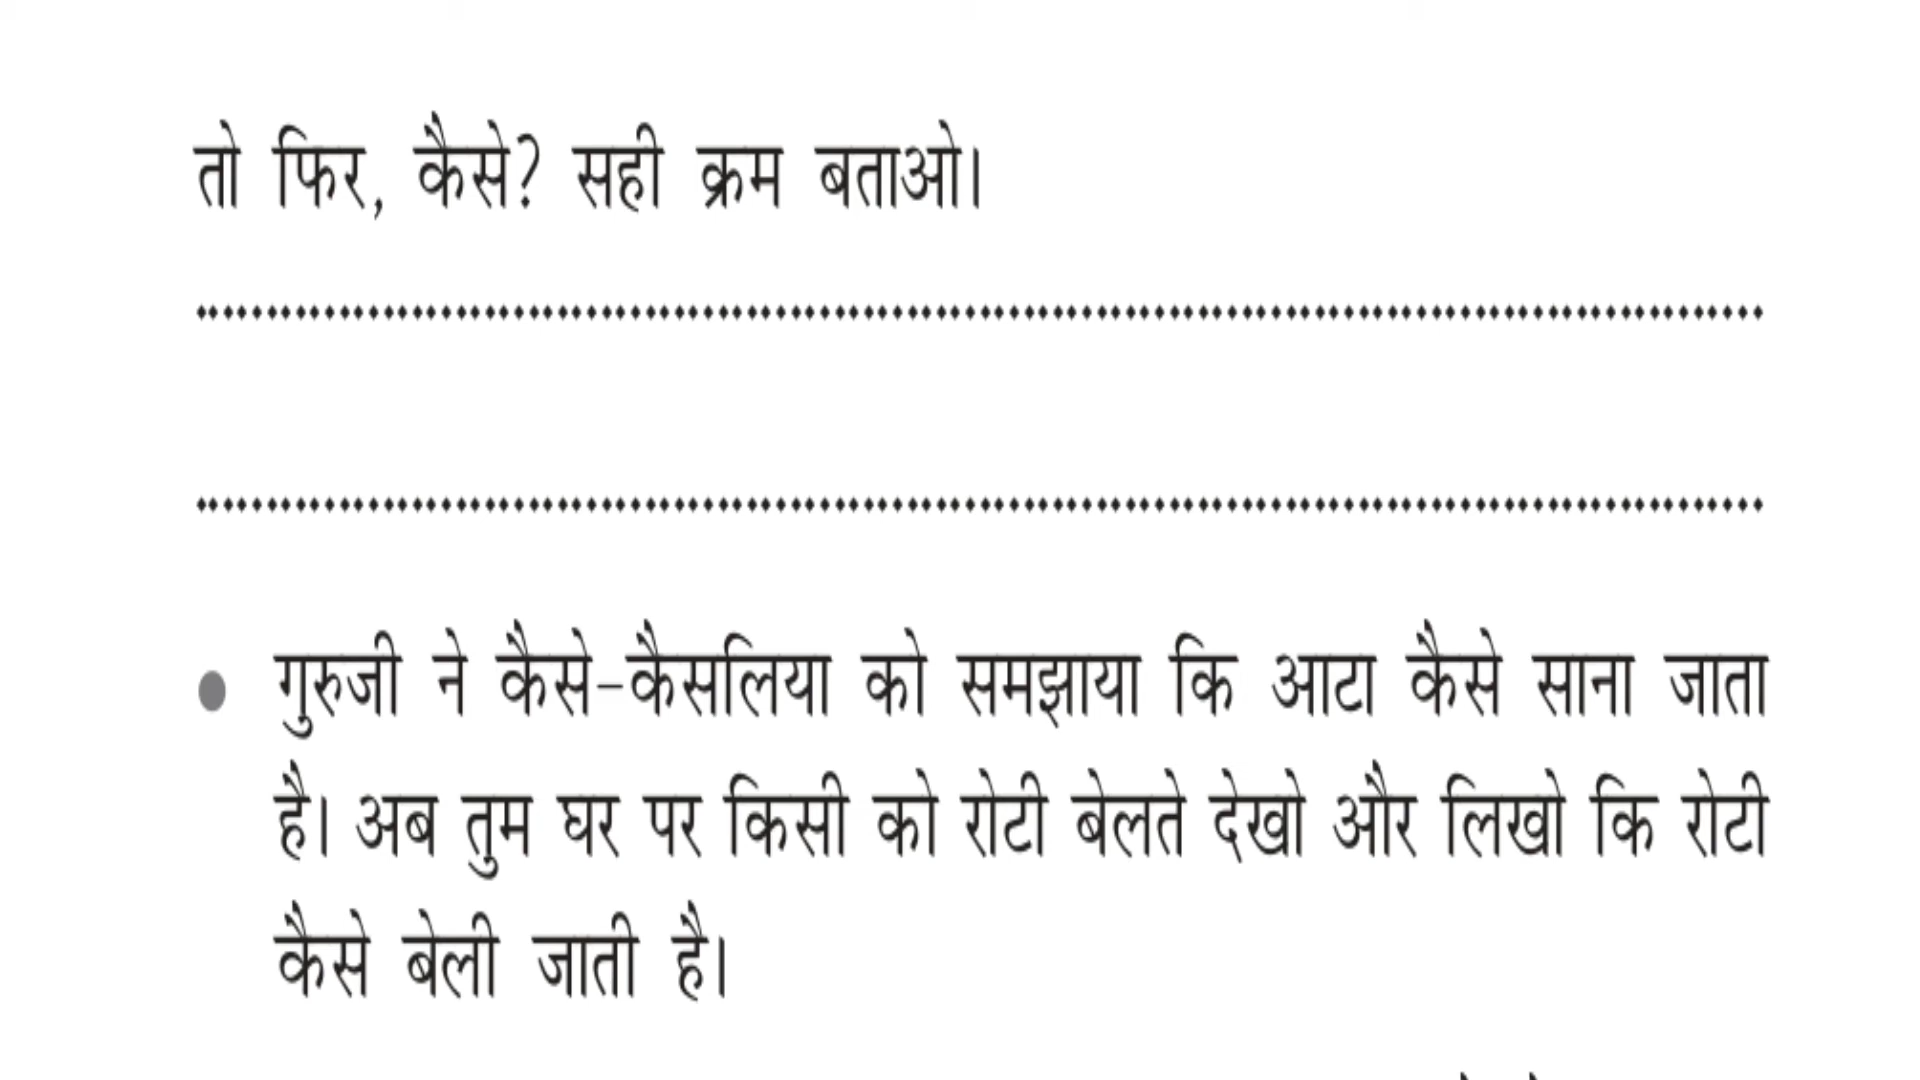 तो फिर, कैसे? सही क्रम बताओ।
गुरुजी ने कैसे-कैसलिया को समझाया कि आटा कैसे साना जाता
है। अब तुम घर पर किसी को रोटी बेलते देखो और लिखो कि रोटी
कैसे बेली जाती है।